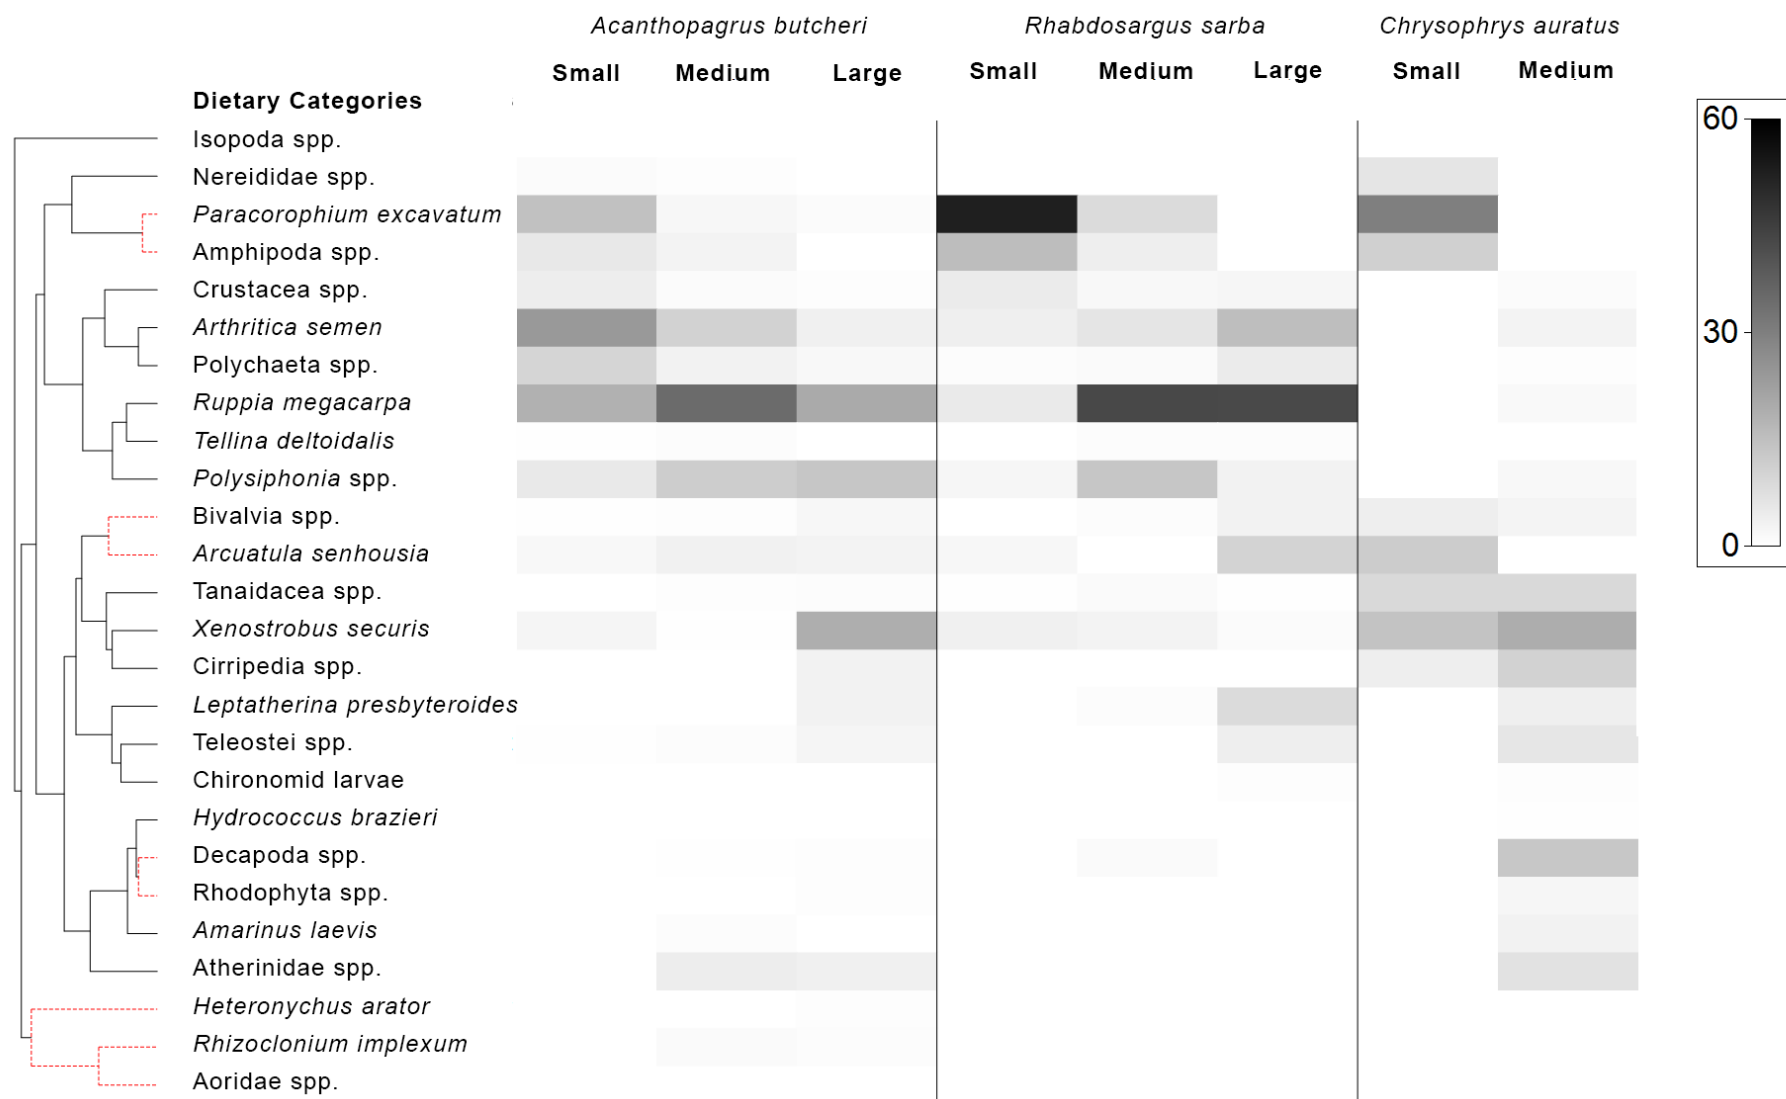 Acanthopagrus butcheri Rhabdosargus sarba Chrysophrys auratus
Small Medium Large Small Medium Large Small Medium
Dietary Categories
Isopoda spp.
Nereididae spp.
Paracorophium excavatum
Amphipoda spp.
Crustacea spp.
Arthritica semen
Polychaeta spp.
Ruppia megacarpa
Tellina deltoidalis
Polysiphonia spp.
Bivalvia spp.
Arcuatula senhousia
Tanaidacea spp.
Xenostrobus securis
Cirripedia spp.
Leptatherina presbyteroides
Teleostei spp.
Chironomid larvae
Hydrococcus brazieri
Decapoda spp.
Rhodophyta spp.
Amarinus laevis
Atherinidae spp.
Heteronychus arator
Rhizoclonium implexum
Aoridae spp.
60
30
0